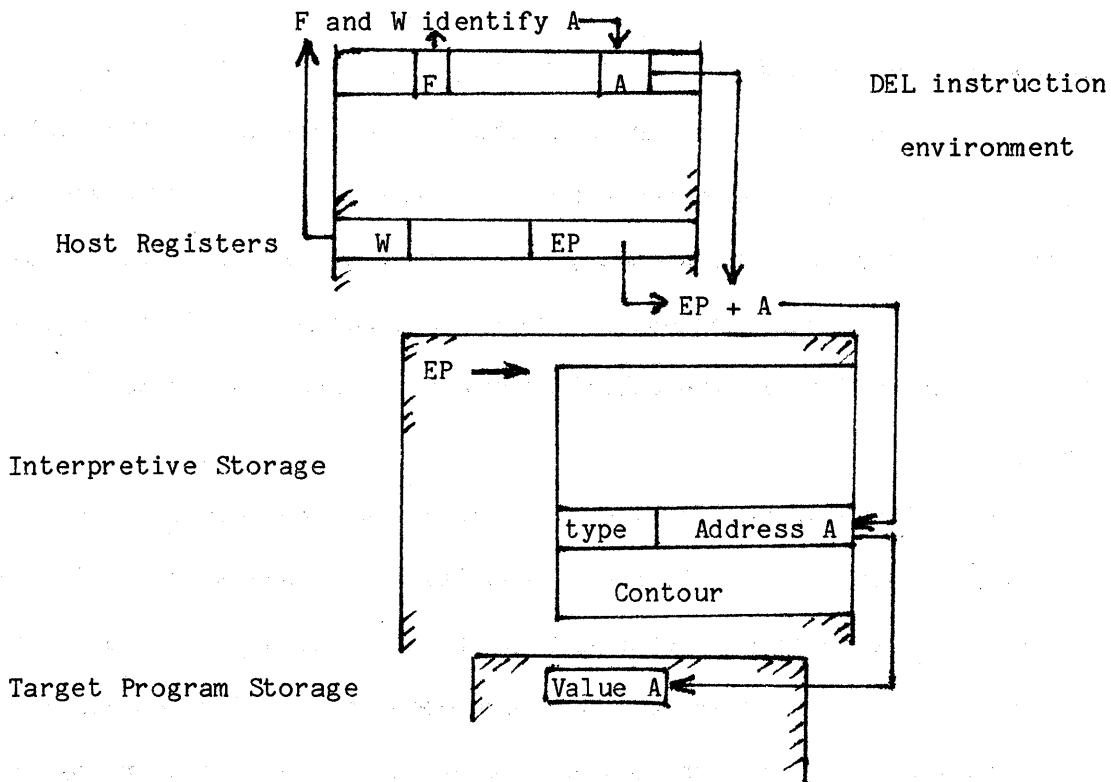 F and W identify A
F A
DEL instruction
environment
Host Registers
W EP
EP + A
EP
Interpretive Storage
type Address A
Contour
Target Program Storage
Value A